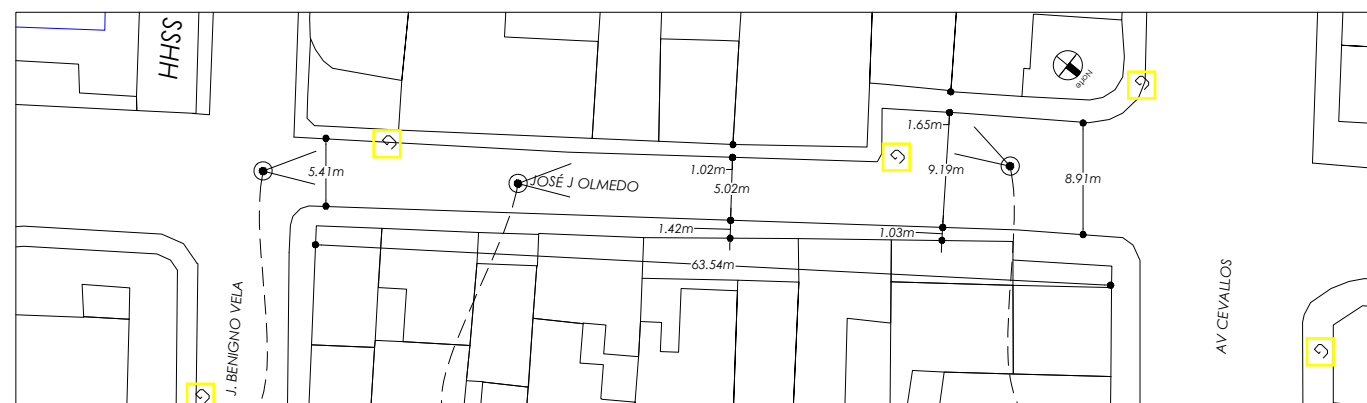 HHSS
Norte
1.65m
5.41m
1.02m
9.19m
8.91m
JOSÉ J OLMEDO
5.02m
1.42m
1.03m
63.54m
J. BENIGNO VELA
AV CEVALLOS